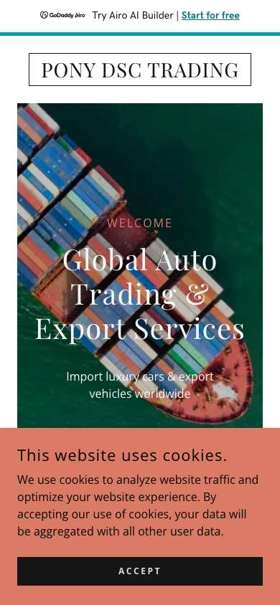 GoDaddy Airo Try Airo AI Builder | Start for free
PONY DSC TRADING
WELCOME
Global Auto
Trading &
Export Services
Import luxury cars & export
vehicles worldwide
This website uses cookies.
We use cookies to analyze website traffic and
optimize your website experience. By
accepting our use of cookies, your data will
be aggregated with all other user data.
ACCEPT